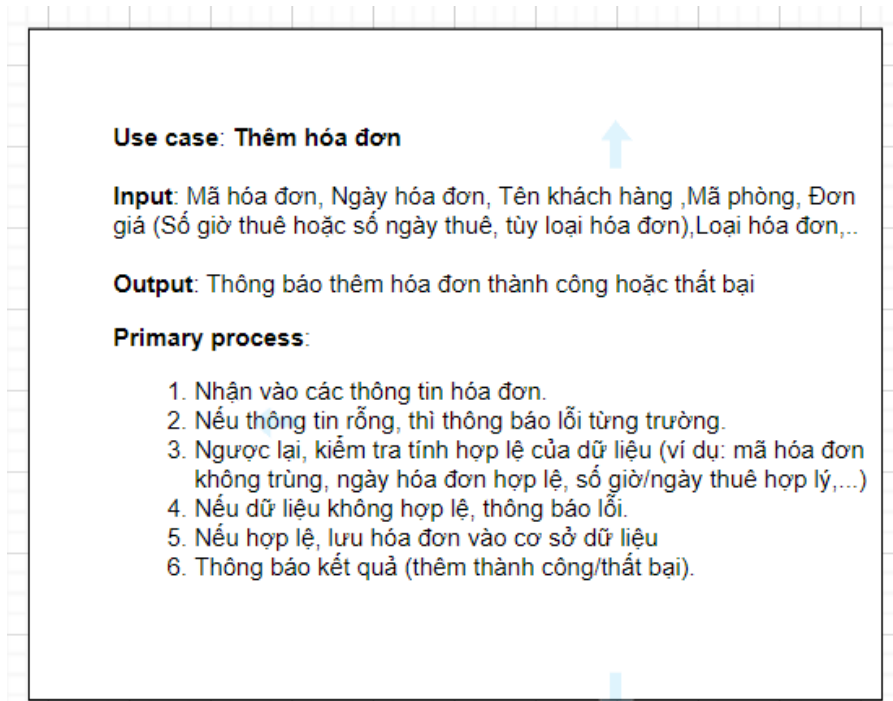 Use case: Thêm hóa đơn
Input: Mã hóa đơn, Ngày hóa đơn, Tên khách hàng ,Mã phòng, Đơn
giá (Số giờ thuê hoặc số ngày thuê, tùy loại hóa đơn),Loại hóa đơn,..
Output: Thông báo thêm hóa đơn thành công hoặc thất bại
Primary process:
1. Nhận vào các thông tin hóa đơn.
2. Nếu thông tin rỗng, thì thông báo lỗi từng trường.
3. Ngược lại, kiểm tra tính hợp lệ của dữ liệu (ví dụ: mã hóa đơn
không trùng, ngày hóa đơn hợp lệ, số giờ/ngày thuê hợp lý,...)
4. Nếu dữ liệu không hợp lệ, thông báo lỗi.
5. Nếu hợp lệ, lưu hóa đơn vào cơ sở dữ liệu
6. Thông báo kết quả (thêm thành công/thất bại).